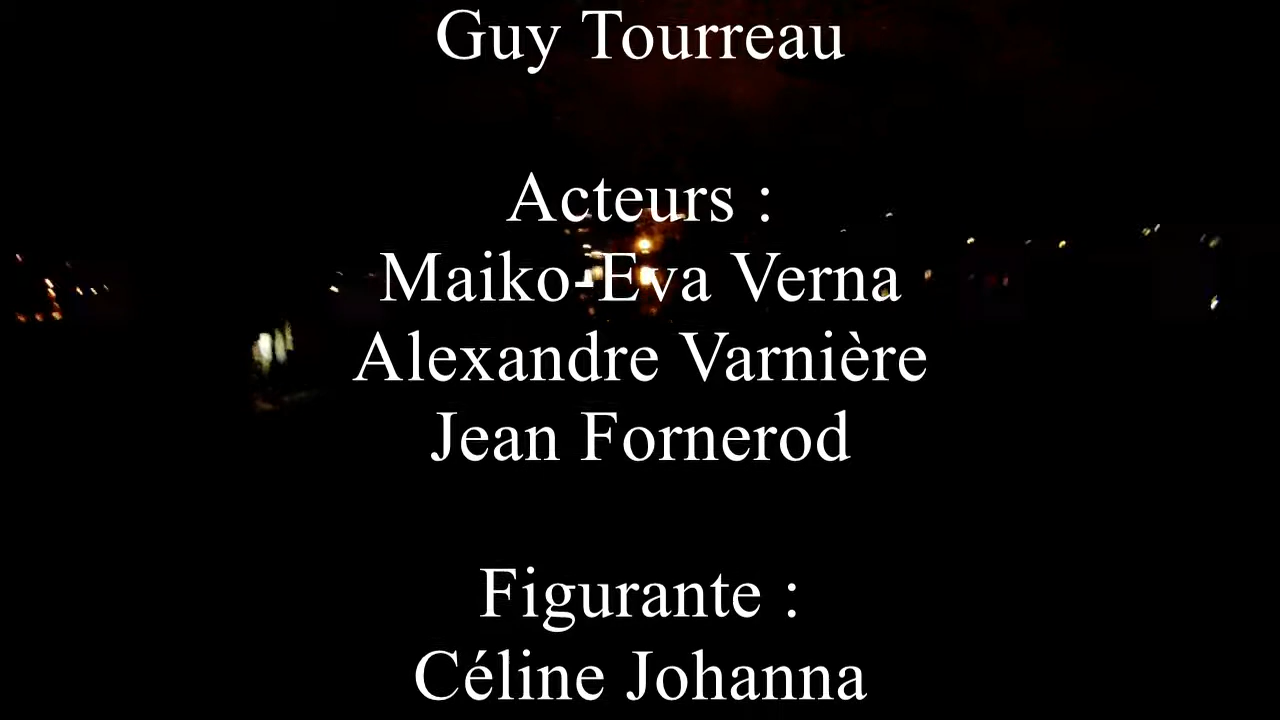 Guy Tourreau
Acteurs :
Maiko-Eva Verna
Alexandre Varnière
Jean Fornerod
Figurante :
Céline Johanna